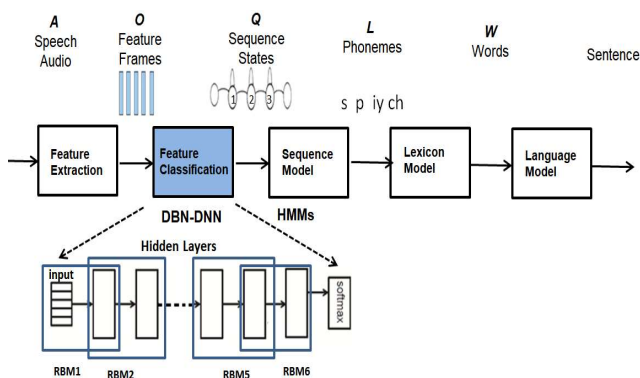 A
Speech
Audio
O
Feature
Frames
Q
Sequence
States
L
Phonemes
W
Words
Sentence
1 2 3
s p iy ch
Feature
Extraction
Feature
Classification
Sequence
Model
Lexicon
Model
Language
Model
DBN-DNN
HMMs
Hidden Layers
input
softmax
RBM1
RBM2
RBM5
RBM6